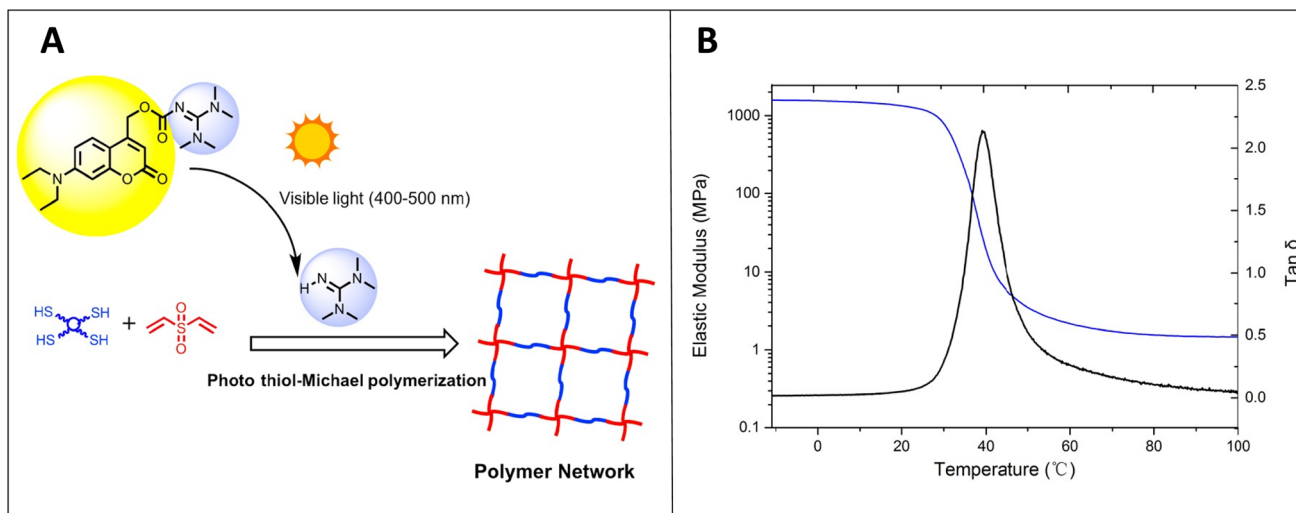 A
O
O
N
N
N
N
O
O
Visible light (400-500 nm)
H
N
N
N
HS
SH
HS
SH
+
O
S
O
Photo thiol-Michael polymerization
Polymer Network
B
Elastic Modulus (MPa)
1000
100
10
1
0.1
0
20
40
60
80
100
Temperature (℃)
2.5
2.0
1.5
1.0
0.5
0.0
Tan δ